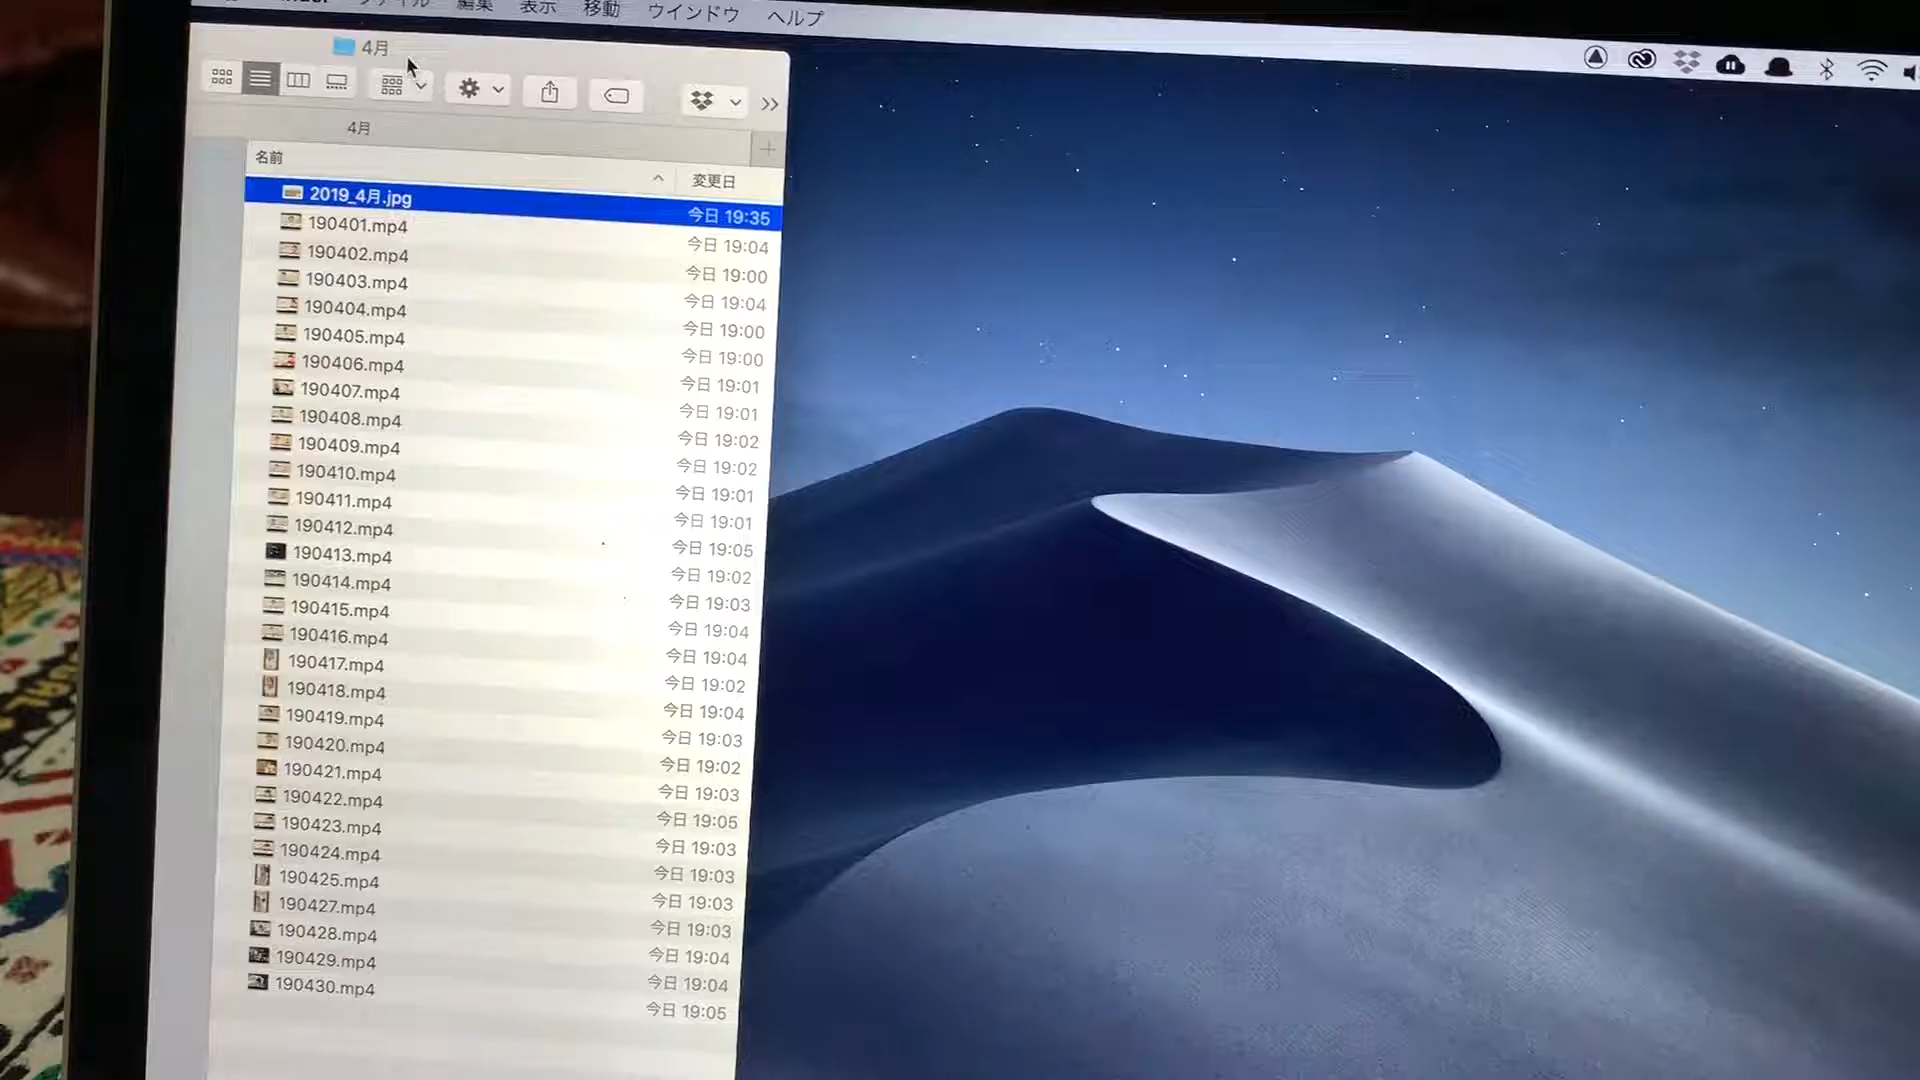 ファイル 編集 表示 移動 ウインドウ ヘルプ
4月
4月
名前 変更日
2019_4月.jpg 今日 19:35
190401.mp4 今日 19:04
190402.mp4 今日 19:00
190403.mp4 今日 19:04
190404.mp4 今日 19:00
190405.mp4 今日 19:00
190406.mp4 今日 19:01
190407.mp4 今日 19:01
190408.mp4 今日 19:02
190409.mp4 今日 19:02
190410.mp4 今日 19:01
190411.mp4 今日 19:01
190412.mp4 今日 19:05
190413.mp4 今日 19:02
190414.mp4 今日 19:03
190415.mp4 今日 19:04
190416.mp4 今日 19:04
190417.mp4 今日 19:02
190418.mp4 今日 19:04
190419.mp4 今日 19:03
190420.mp4 今日 19:02
190421.mp4 今日 19:03
190422.mp4 今日 19:05
190423.mp4 今日 19:03
190424.mp4 今日 19:03
190425.mp4 今日 19:03
190427.mp4 今日 19:03
190428.mp4 今日 19:04
190429.mp4 今日 19:04
190430.mp4 今日 19:05